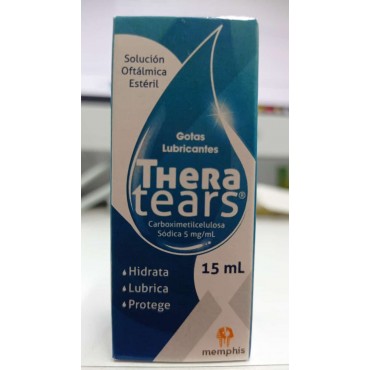 Solución
Oftálmica
Estéril
Gotas
Lubricantes
THERA
tears®
Carboximetilcelulosa
Sódica 5 mg/mL
Hidrata
Lubrica
Protege
15 mL
memphis